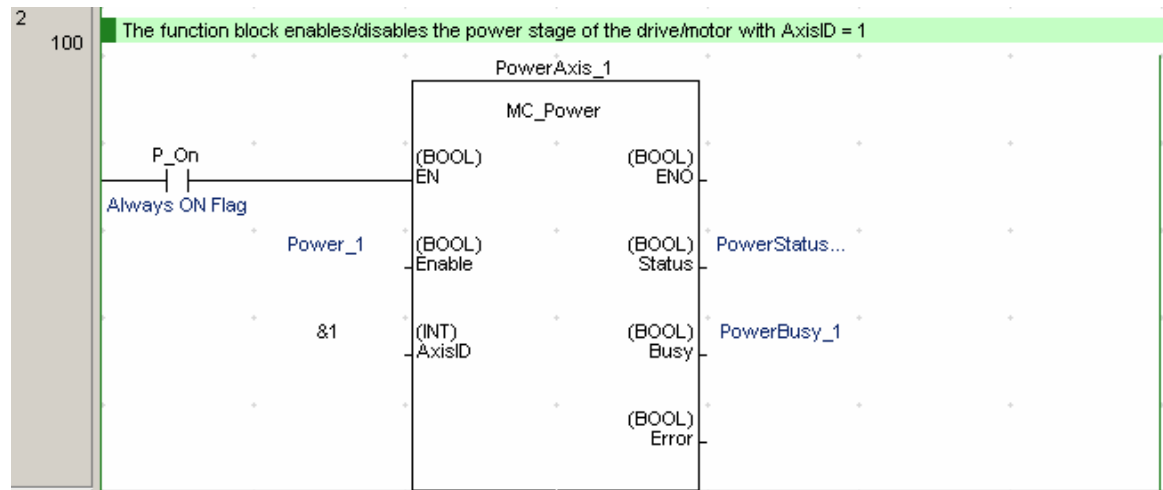 2
100
The function block enables/disables the power stage of the drive/motor with AxisID = 1
PowerAxis_1
MC_Power
P_On
(BOOL)
EN
(BOOL)
ENO
Always ON Flag
Power_1
(BOOL)
Enable
(BOOL)
Status
PowerStatus...
&1
(INT)
AxisID
(BOOL)
Busy
PowerBusy_1
(BOOL)
Error